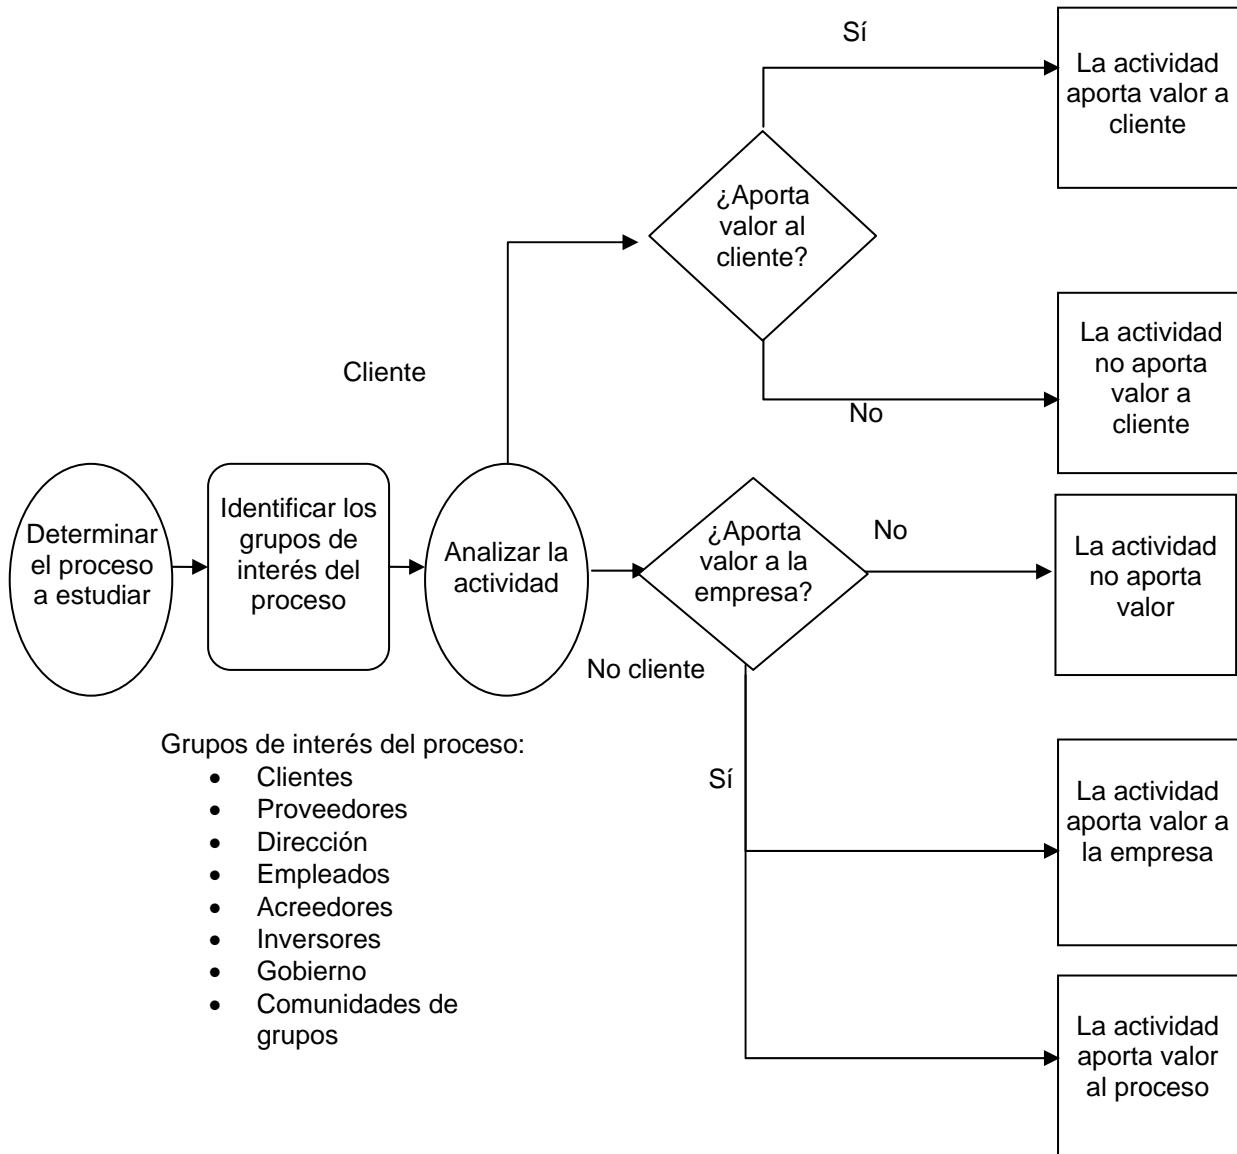 Sí
La actividad
aporta valor a
cliente
¿Aporta
valor al
cliente?
La actividad
no aporta
valor a
cliente
Cliente
No
Determinar
el proceso
a estudiar
Identificar los
grupos de
interés del
proceso
Analizar la
actividad
¿Aporta
valor a la
empresa?
No
La actividad
no aporta
valor
No cliente
Grupos de interés del proceso:
• Clientes
• Proveedores
• Dirección
• Empleados
• Acreedores
• Inversores
• Gobierno
• Comunidades de
grupos
Sí
La actividad
aporta valor a
la empresa
La actividad
aporta valor
al proceso